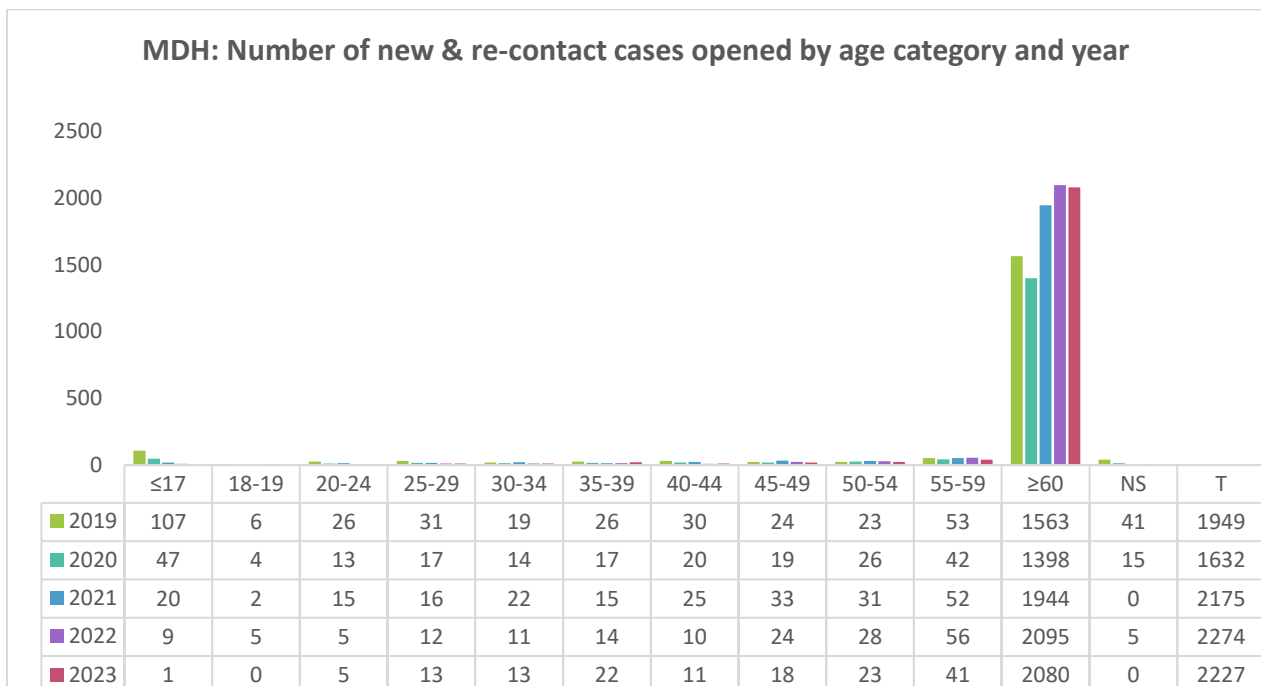 MDH: Number of new & re-contact cases opened by age category and year
2500
2000
1500
1000
500
0
≤17 18-19 20-24 25-29 30-34 35-39 40-44 45-49 50-54 55-59 ≥60 NS T
2019 107 6 26 31 19 26 30 24 23 53 1563 41 1949
2020 47 4 13 17 14 17 20 19 26 42 1398 15 1632
2021 20 2 15 16 22 15 25 33 31 52 1944 0 2175
2022 9 5 5 12 11 14 10 24 28 56 2095 5 2274
2023 1 0 5 13 13 22 11 18 23 41 2080 0 2227